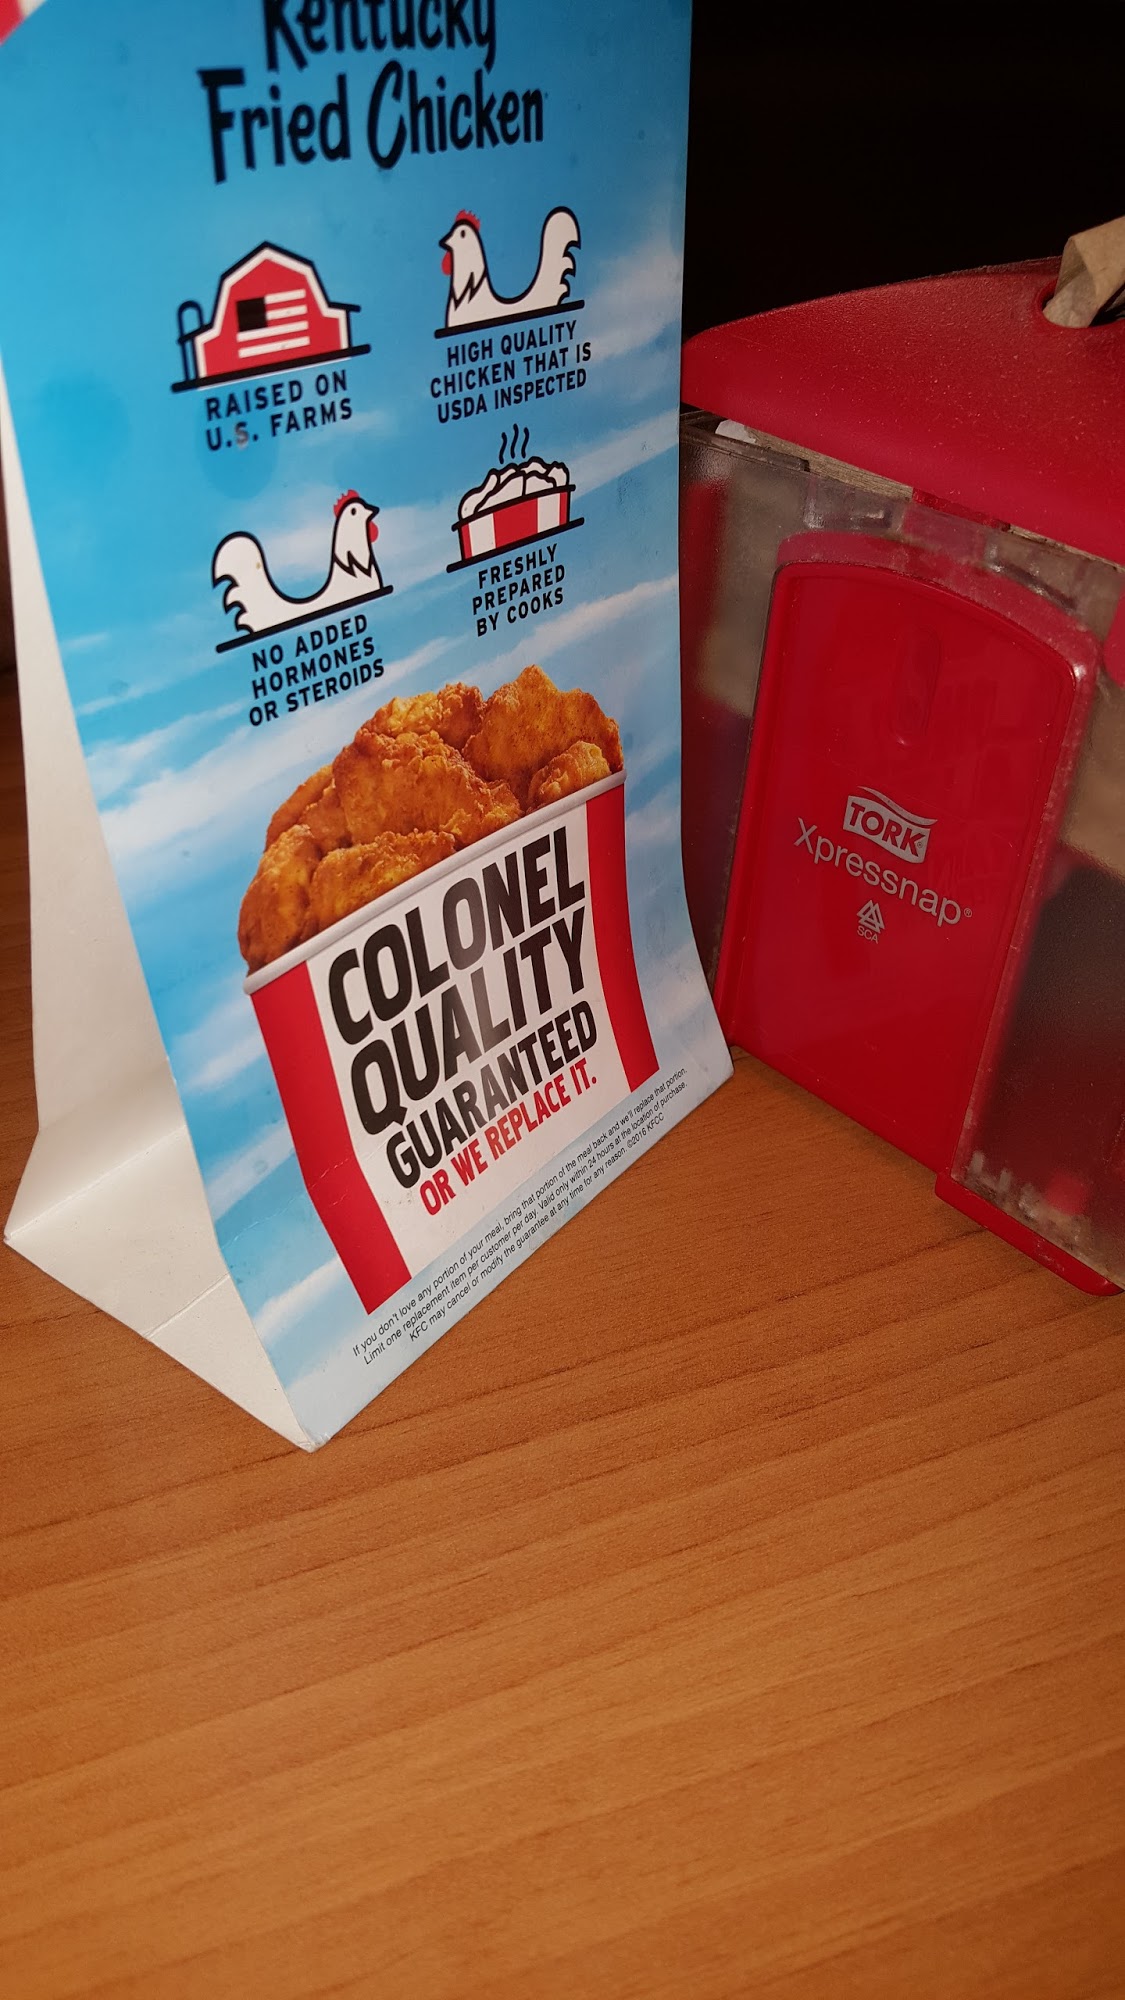 Kentucky
Fried Chicken
RAISED ON
U.S. FARMS
HIGH QUALITY
CHICKEN THAT IS
USDA INSPECTED
NO ADDED
HORMONES
OR STEROIDS
FRESHLY
PREPARED
BY COOKS
COLONEL
QUALITY
GUARANTEED
OR WE REPLACE IT.
If you don't love any portion of your meal, bring that portion of the meal back and we'll replace that portion.
Limit one replacement item per customer per day. Valid only within 24 hours at the location of purchase.
KFC may cancel or modify the guarantee at any time for any reason. ©2016 KFCC
TORK
Xpressnap®
SCA